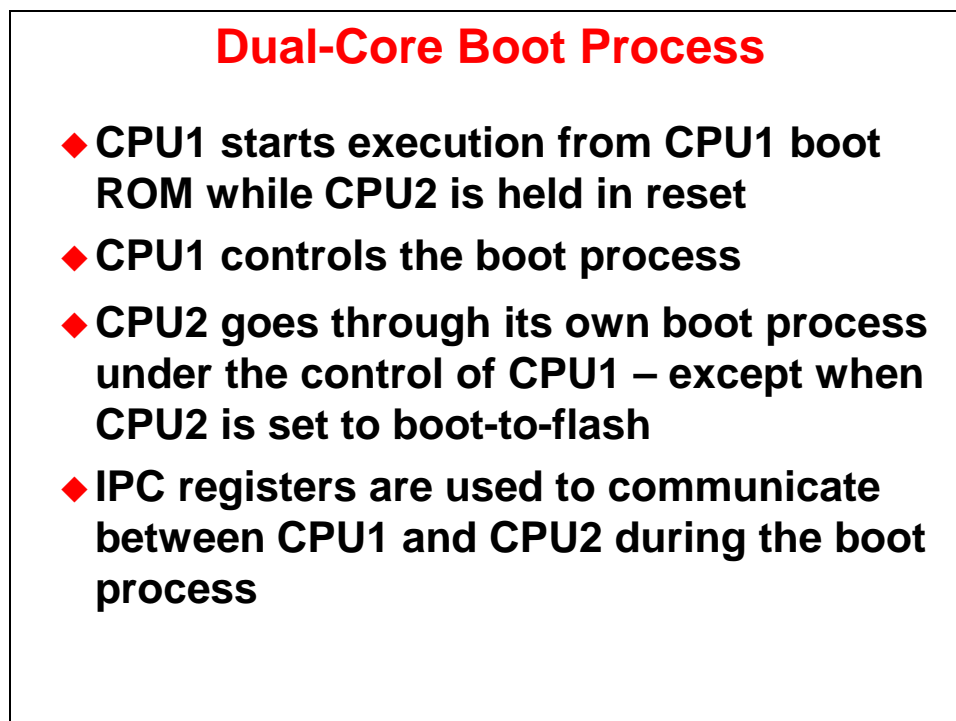 Dual-Core Boot Process
◆ CPU1 starts execution from CPU1 boot
ROM while CPU2 is held in reset
◆ CPU1 controls the boot process
◆ CPU2 goes through its own boot process
under the control of CPU1 – except when
CPU2 is set to boot-to-flash
◆ IPC registers are used to communicate
between CPU1 and CPU2 during the boot
process